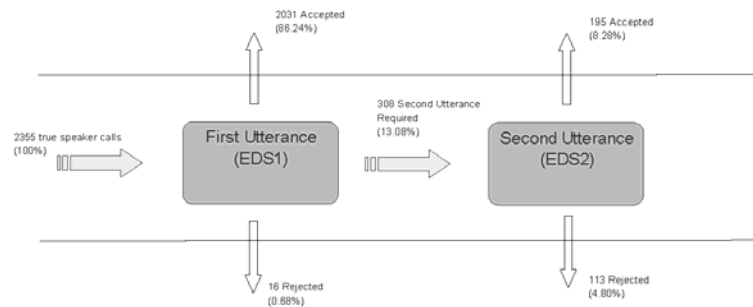 2031 Accepted
(86.24%)
195 Accepted
(8.28%)
2355 true speaker calls
(100%)
First Utterance
(EDS1)
308 Second Utterance
Required
(13.08%)
Second Utterance
(EDS2)
16 Rejected
(0.68%)
113 Rejected
(4.80%)